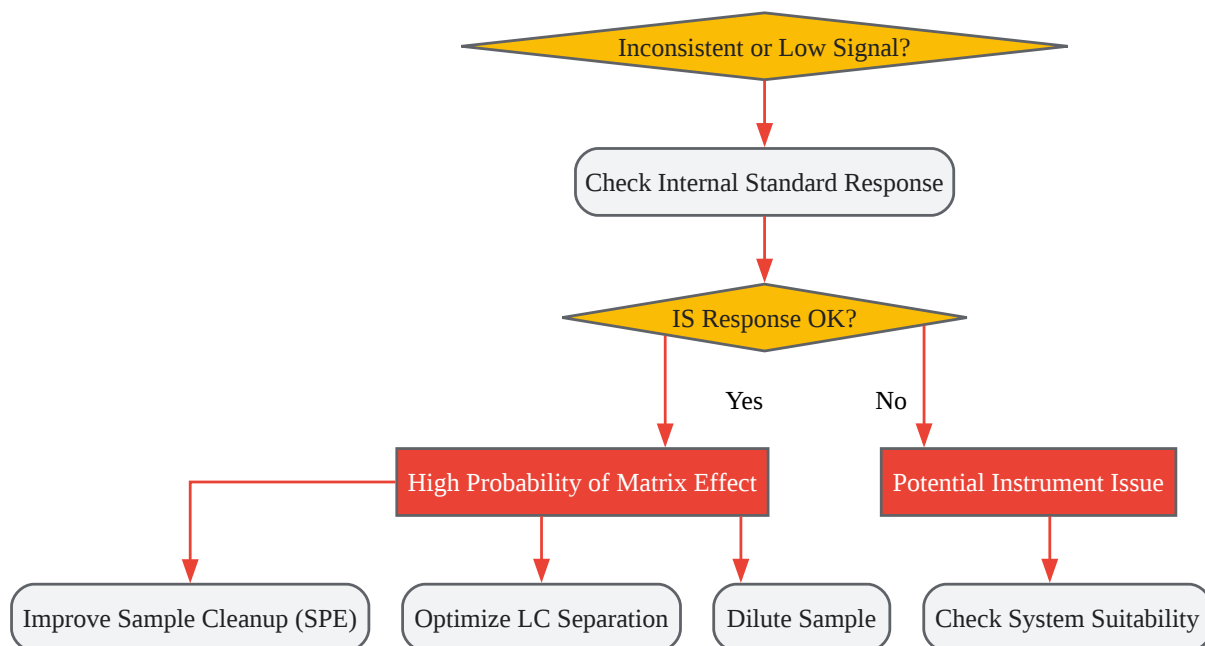 Inconsistent or Low Signal?
Check Internal Standard Response
IS Response OK?
Yes
No
High Probability of Matrix Effect
Potential Instrument Issue
Improve Sample Cleanup (SPE)
Optimize LC Separation
Dilute Sample
Check System Suitability